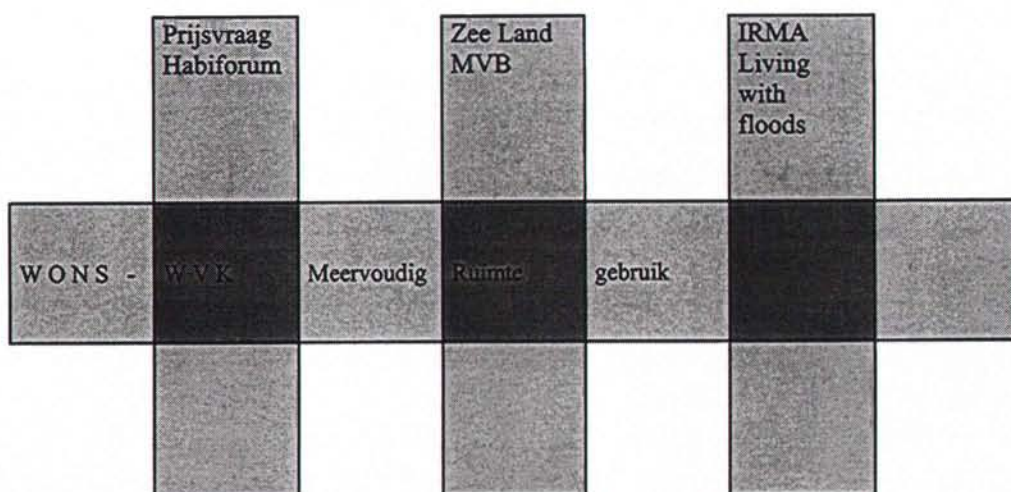 Prijsvraag
Habiforum
Zee Land
MVB
IRMA
Living
with
floods
WONS - WVK Meervoudig Ruimte gebruik